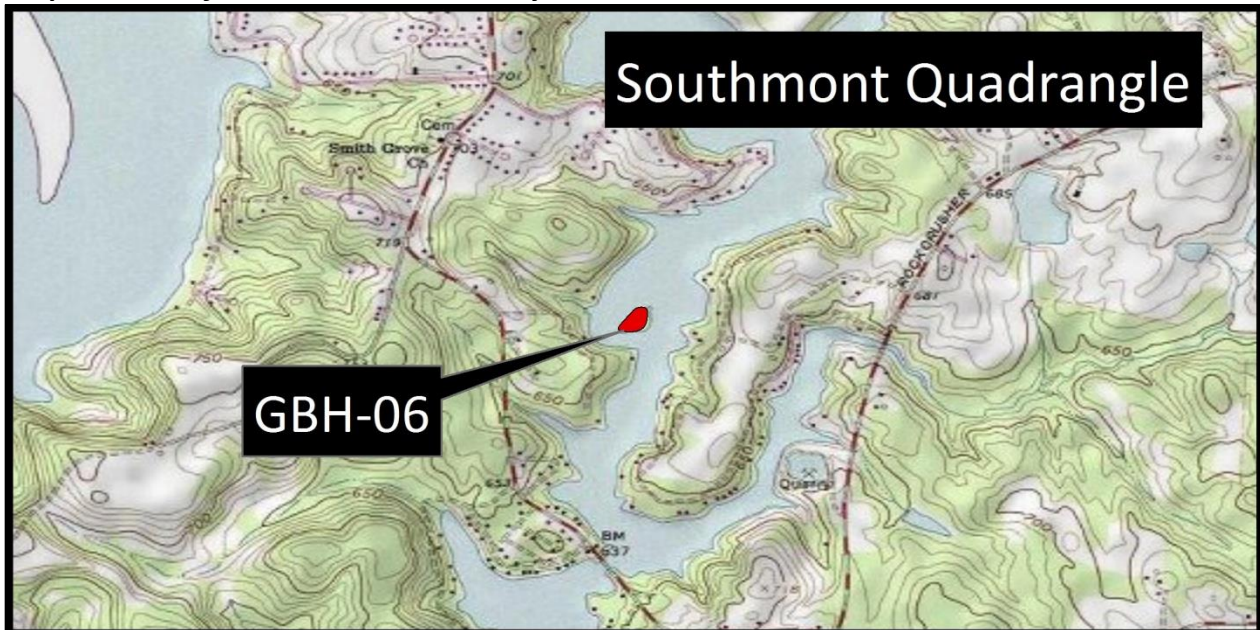 Southmont Quadrangle
701
Cem
703
Smith Grove
Ch
650
719
685
ROCKCRUSHER
681
750
650
650
GBH-06
650
Quarry
700
BM
637